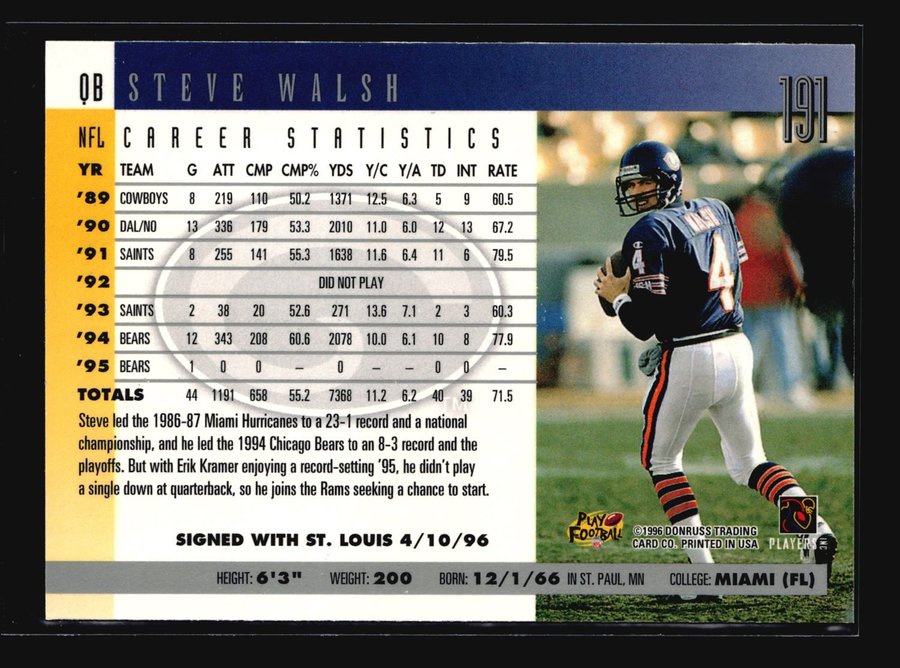 QB STEVE WALSH 191
NFL CAREER STATISTICS
YR TEAM G ATT CMP CMP% YDS Y/C Y/A TD INT RATE
'89 COWBOYS 8 219 110 50.2 1371 12.5 6.3 5 9 60.5
'90 DAL/NO 13 336 179 53.3 2010 11.0 6.0 12 13 67.2
'91 SAINTS 8 255 141 55.3 1638 11.6 6.4 11 6 79.5
'92 DID NOT PLAY
'93 SAINTS 2 38 20 52.6 271 13.6 7.1 2 3 60.3
'94 BEARS 12 343 208 60.6 2078 10.0 6.1 10 8 77.9
'95 BEARS 1 0 0 – 0 – – 0 0 –
TOTALS 44 1191 658 55.2 7368 11.2 6.2 40 39 71.5
Steve led the 1986-87 Miami Hurricanes to a 23-1 record and a national
championship, and he led the 1994 Chicago Bears to an 8-3 record and the
playoffs. But with Erik Kramer enjoying a record-setting '95, he didn't play
a single down at quarterback, so he joins the Rams seeking a chance to start.
SIGNED WITH ST. LOUIS 4/10/96
HEIGHT: 6'3" WEIGHT: 200 BORN: 12/1/66 IN ST. PAUL, MN COLLEGE: MIAMI (FL)
WALSH
4
4
PLAY
FOOTBALL
©1996 DONRUSS TRADING
CARD CO. PRINTED IN USA
PLAYERS INC